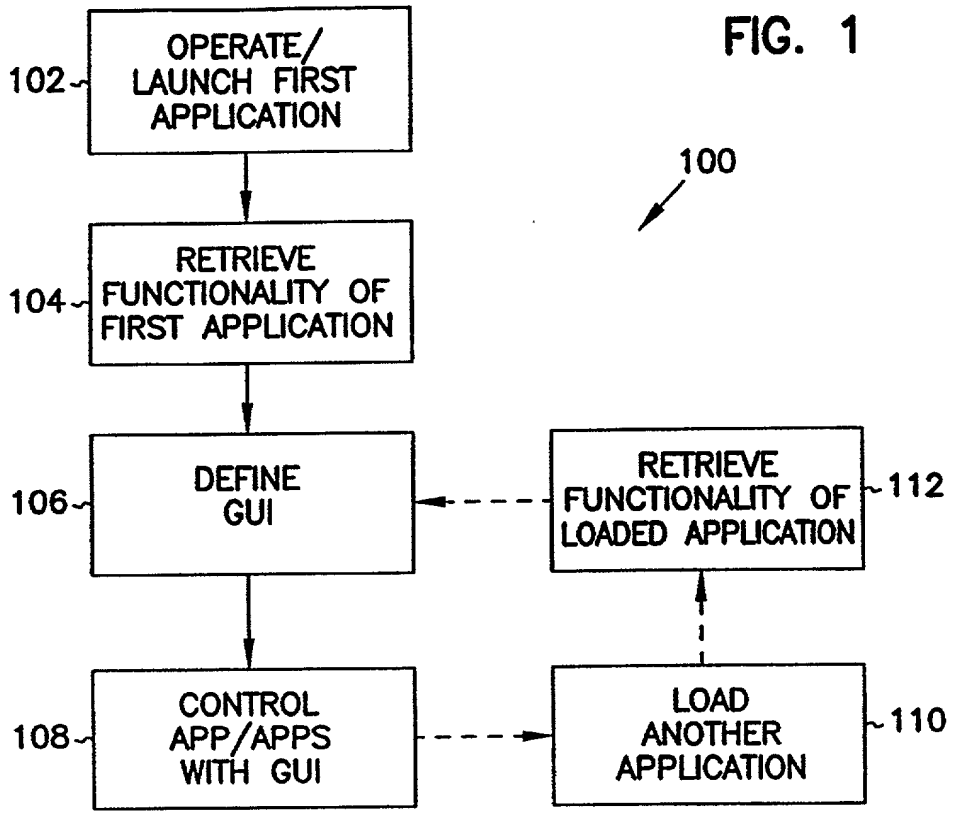 FIG. 1
100
102
OPERATE/
LAUNCH FIRST
APPLICATION
104
RETRIEVE
FUNCTIONALITY OF
FIRST APPLICATION
106
DEFINE
GUI
RETRIEVE
FUNCTIONALITY OF
LOADED APPLICATION
112
108
CONTROL
APP/APPS
WITH GUI
LOAD
ANOTHER
APPLICATION
110